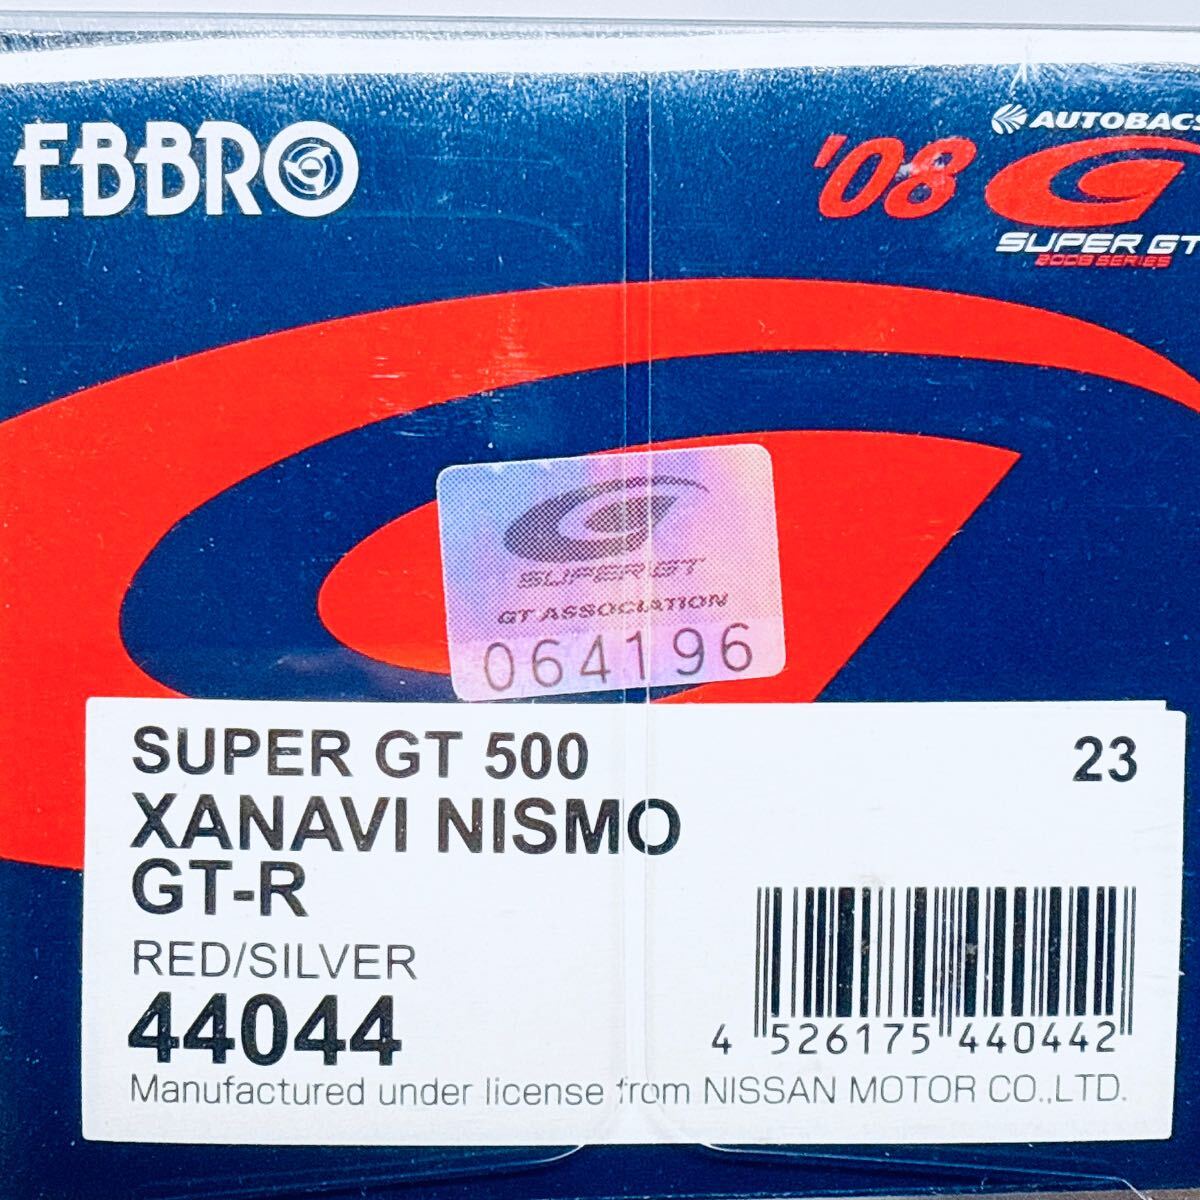 EBBRO
'08
AUTOBACS
SUPER GT
2008 SERIES
SUPER GT
GT ASSOCIATION
064196
SUPER GT 500
23
XANAVI NISMO
GT-R
RED/SILVER
44044
4 526175 440442
Manufactured under license from NISSAN MOTOR CO.,LTD.